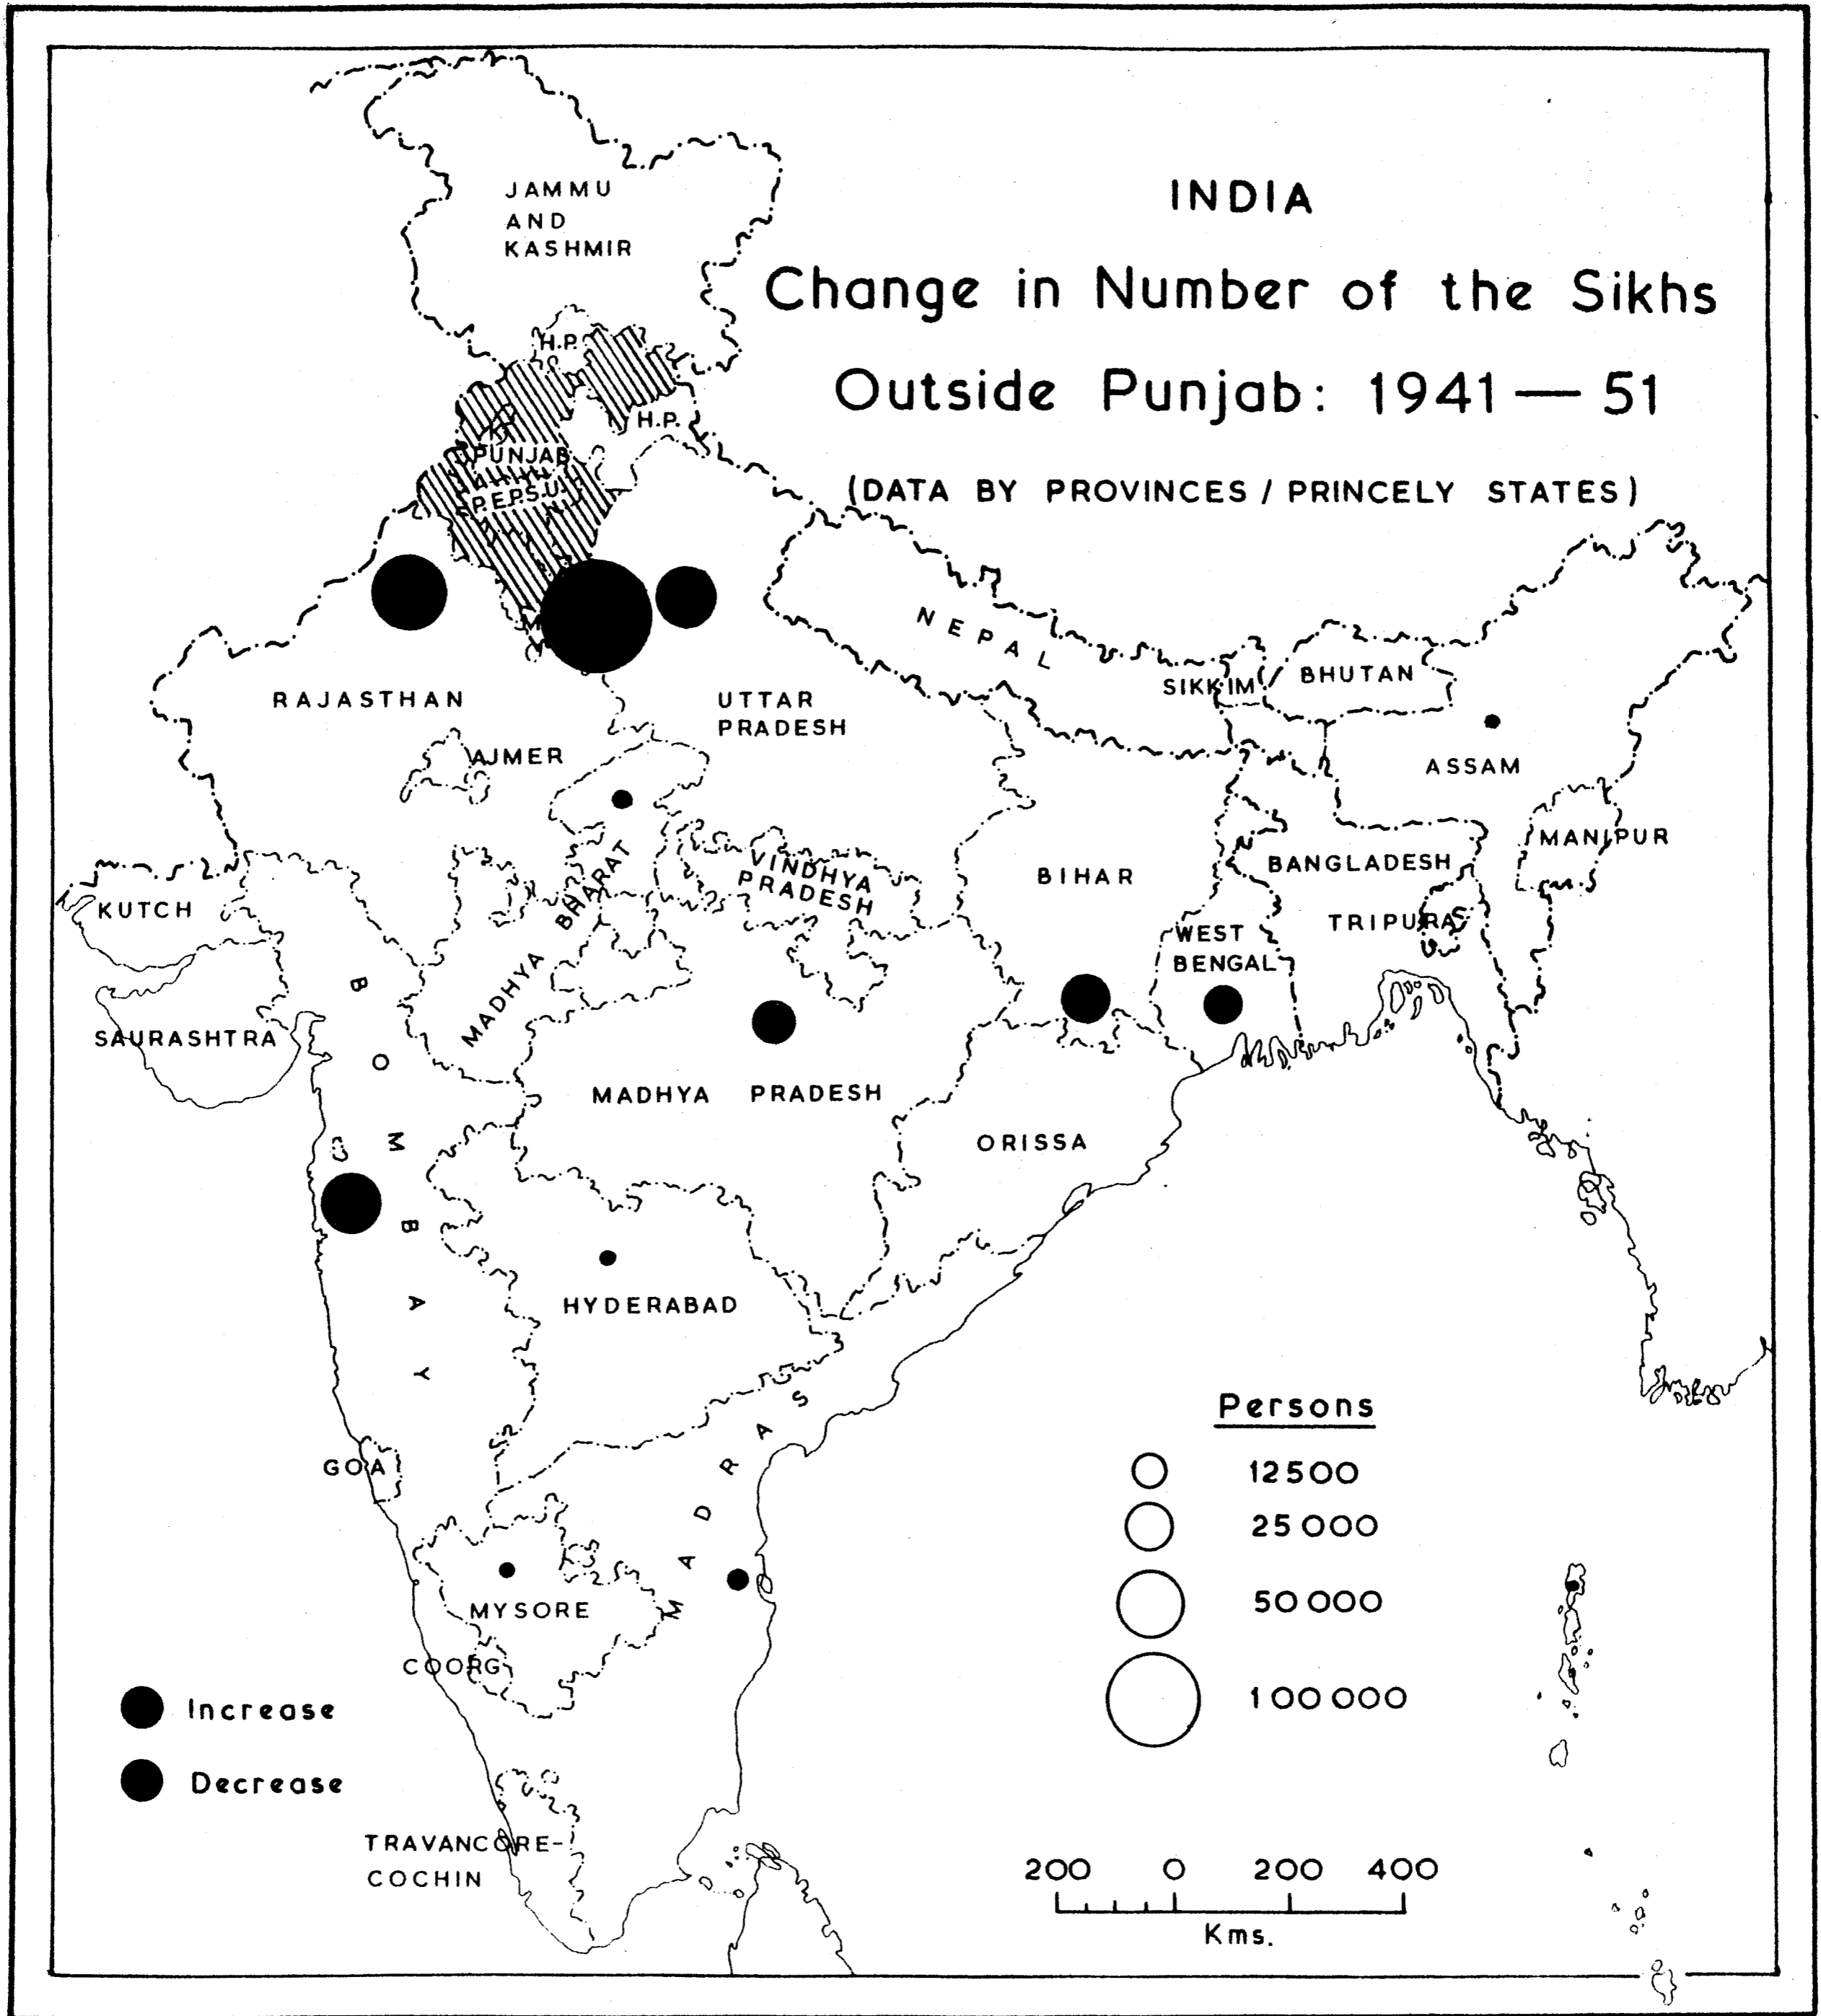 INDIA
Change in Number of the Sikhs
Outside Punjab: 1941 — 51
(DATA BY PROVINCES / PRINCELY STATES)
JAMMU
AND
KASHMIR
H.P.
H.P.
PUNJAB
P.E.P.S.U.
NEPAL
SIKKIM
BHUTAN
RAJASTHAN
UTTAR
PRADESH
AJMER
ASSAM
MANIPUR
BANGLADESH
TRIPURA
VINDHYA
PRADESH
BIHAR
KUTCH
MADHYA BHARAT
WEST
BENGAL
SAURASHTRA
BOMBAY
MADHYA PRADESH
ORISSA
HYDERABAD
MADRAS
GOA
MYSORE
COORG
TRAVANCORE-
COCHIN
Persons
12500
25000
50000
100000
Increase
Decrease
200 0 200 400
Kms.